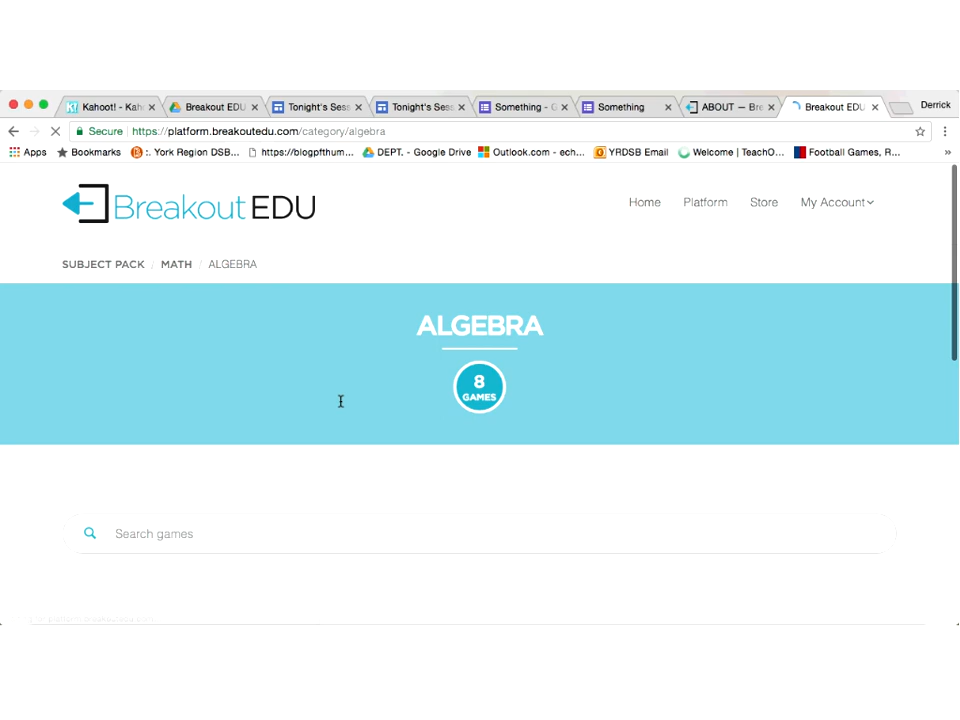 Kahoot! - Kah
Breakout EDU
Tonight's Sess
Tonight's Sess
Something - G
Something
ABOUT — Bre
Breakout EDU
Derrick
Secure
https://platform.breakoutedu.com/category/algebra
Apps
Bookmarks
:. York Region DSB...
https://blogpfthum...
DEPT. - Google Drive
Outlook.com - ech...
YRDSB Email
Welcome | TeachO...
Football Games, R...
»
Breakout EDU
Home
Platform
Store
My Account
SUBJECT PACK / MATH / ALGEBRA
ALGEBRA
8
GAMES
Search games